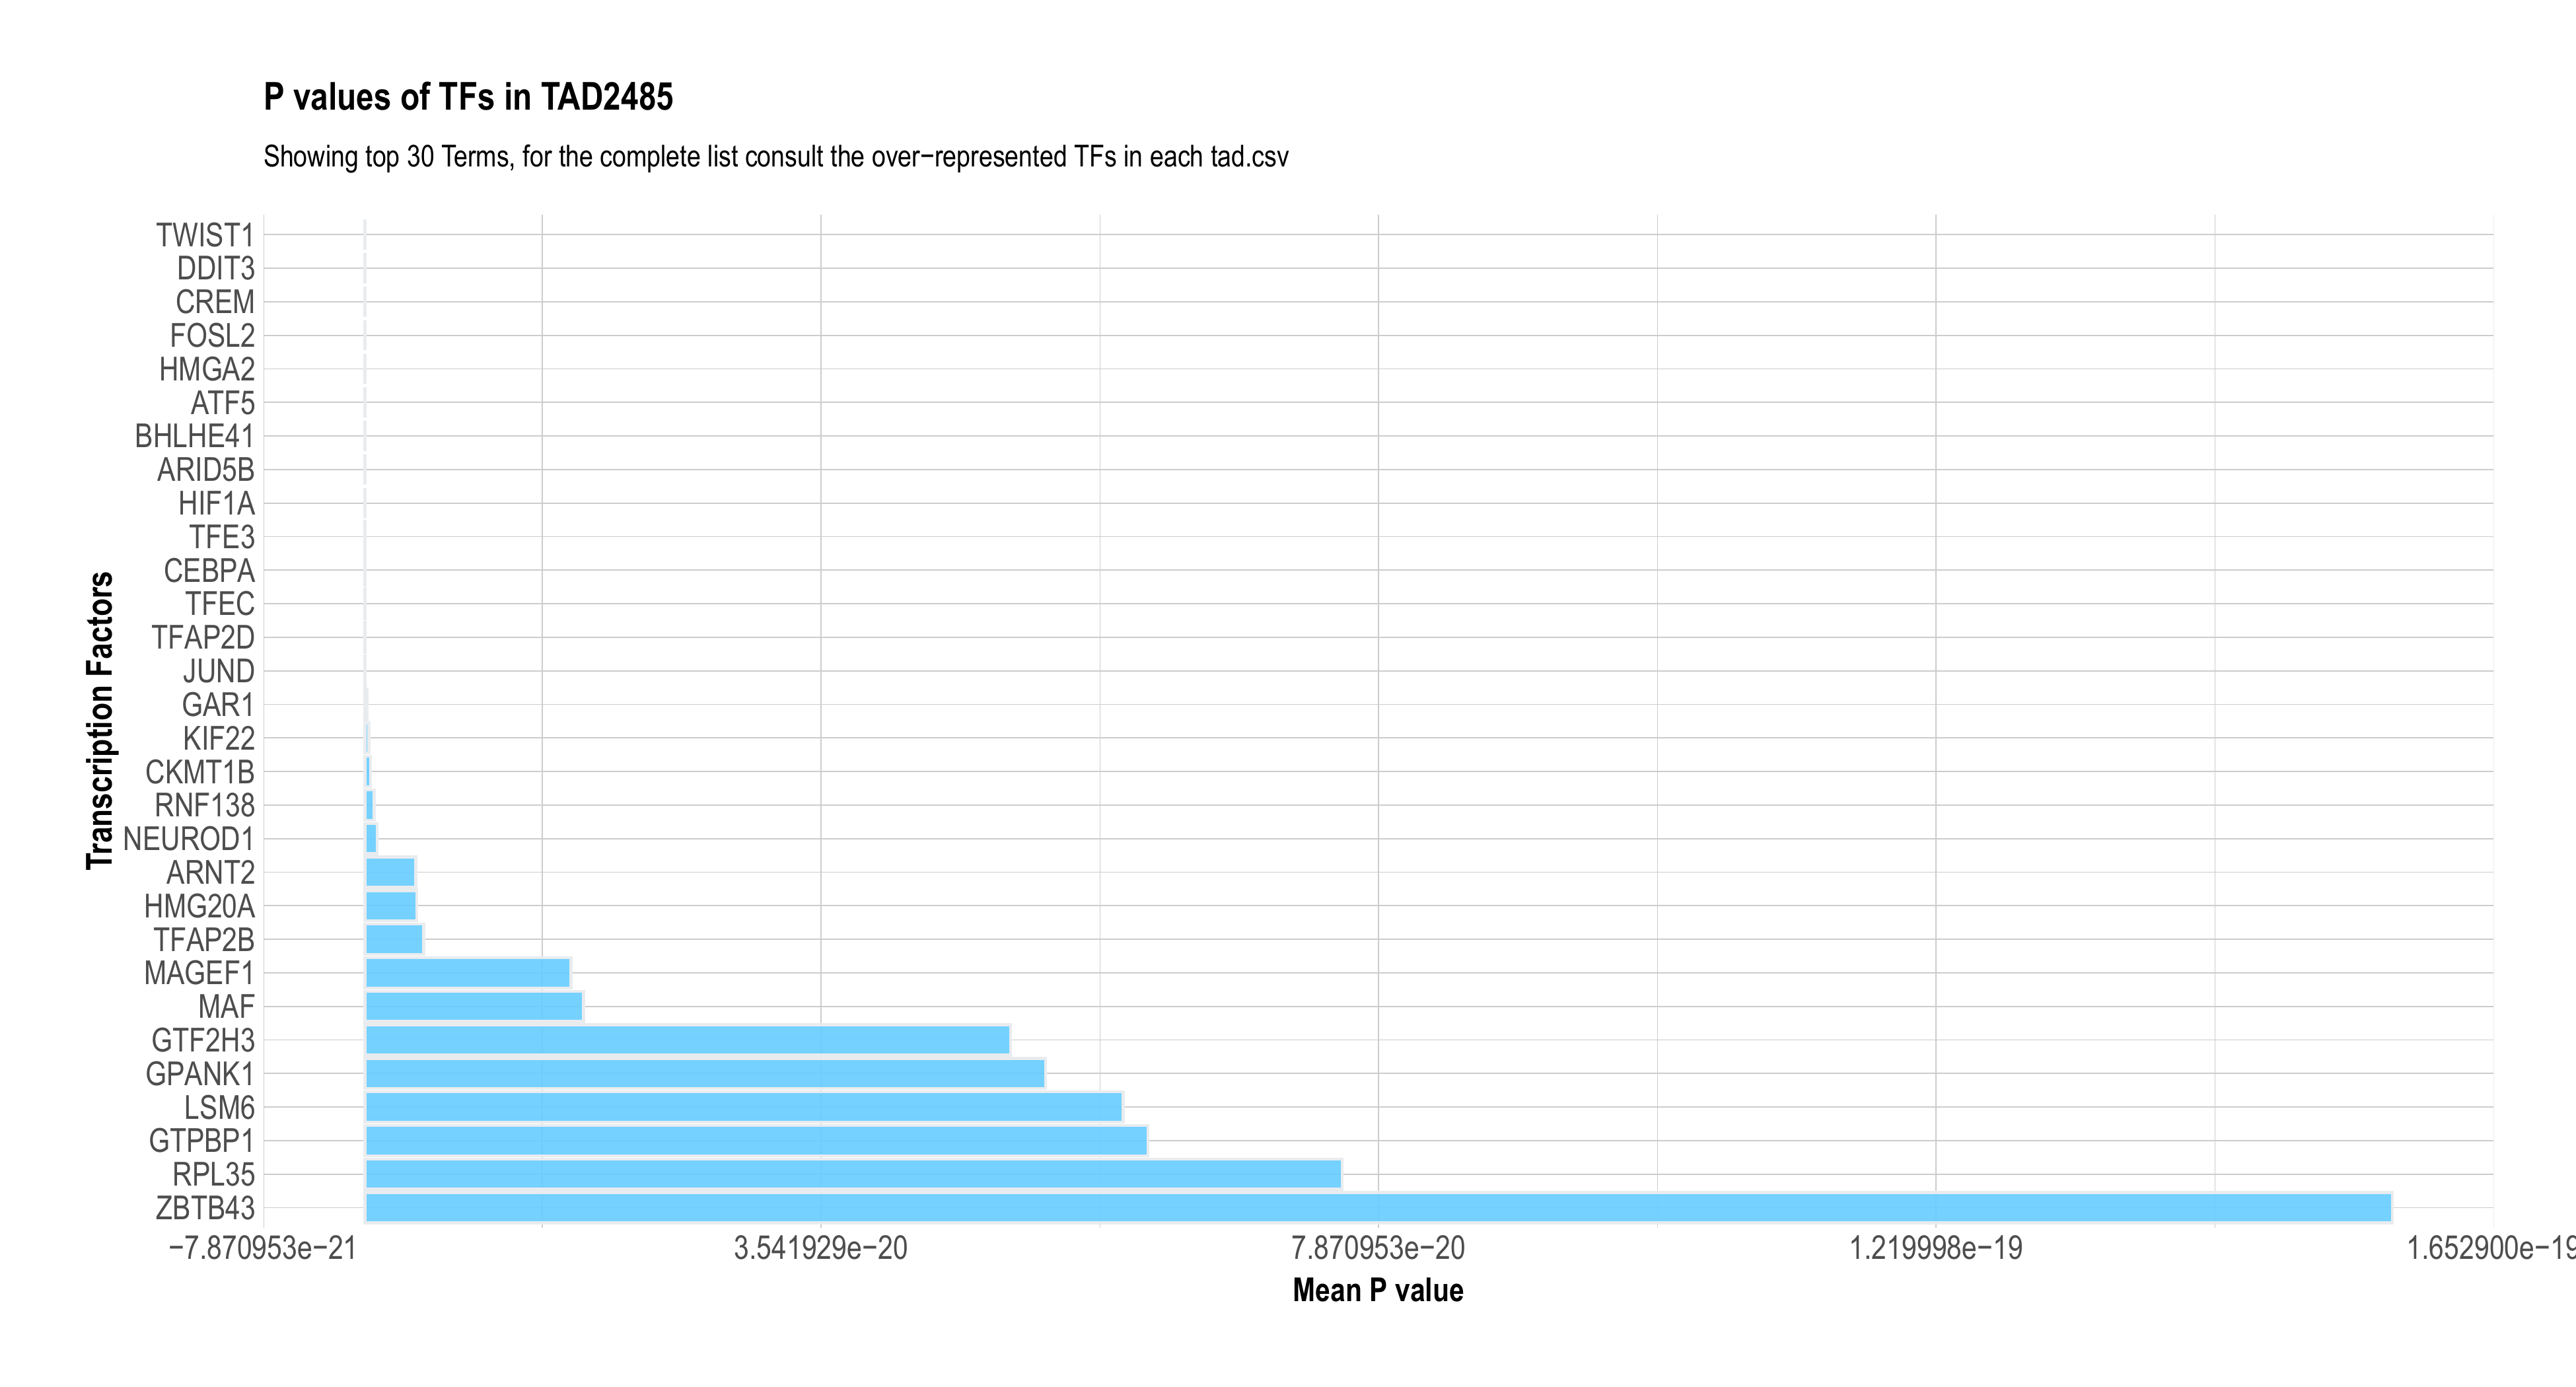 P values of TFs in TAD2485
Showing top 30 Terms, for the complete list consult the over−represented TFs in each tad.csv
Transcription Factors
TWIST1
DDIT3
CREM
FOSL2
HMGA2
ATF5
BHLHE41
ARID5B
HIF1A
TFE3
CEBPA
TFEC
TFAP2D
JUND
GAR1
KIF22
CKMT1B
RNF138
NEUROD1
ARNT2
HMG20A
TFAP2B
MAGEF1
MAF
GTF2H3
GPANK1
LSM6
GTPBP1
RPL35
ZBTB43
−7.870953e−21 3.541929e−20 7.870953e−20 1.219998e−19 1.652900e−19
Mean P value